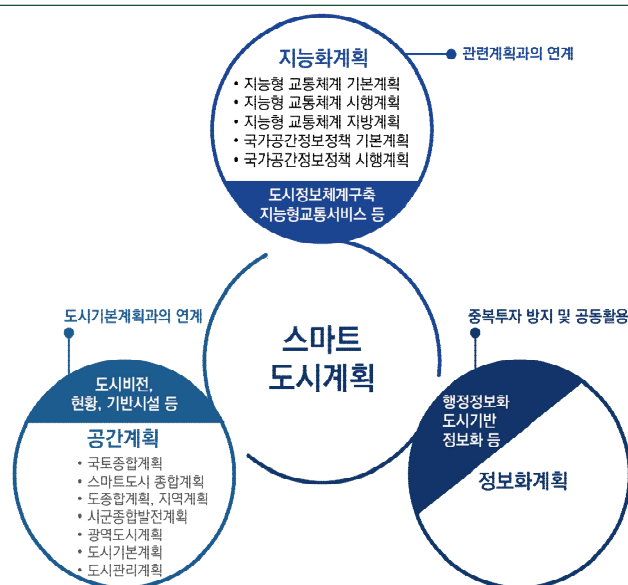 지능화계획
관련계획과의 연계
• 지능형 교통체계 기본계획
• 지능형 교통체계 시행계획
• 지능형 교통체계 지방계획
• 국가공간정보정책 기본계획
• 국가공간정보정책 시행계획
도시정보체계구축
지능형교통서비스 등
스마트
도시계획
도시기본계획과의 연계
도시비전,
현황, 기반시설 등
공간계획
• 국토종합계획
• 스마트도시 종합계획
• 도종합계획, 지역계획
• 시군종합발전계획
• 광역도시계획
• 도시기본계획
• 도시관리계획
중복투자 방지 및 공동활용
행정정보화
도시기반
정보화 등
정보화계획